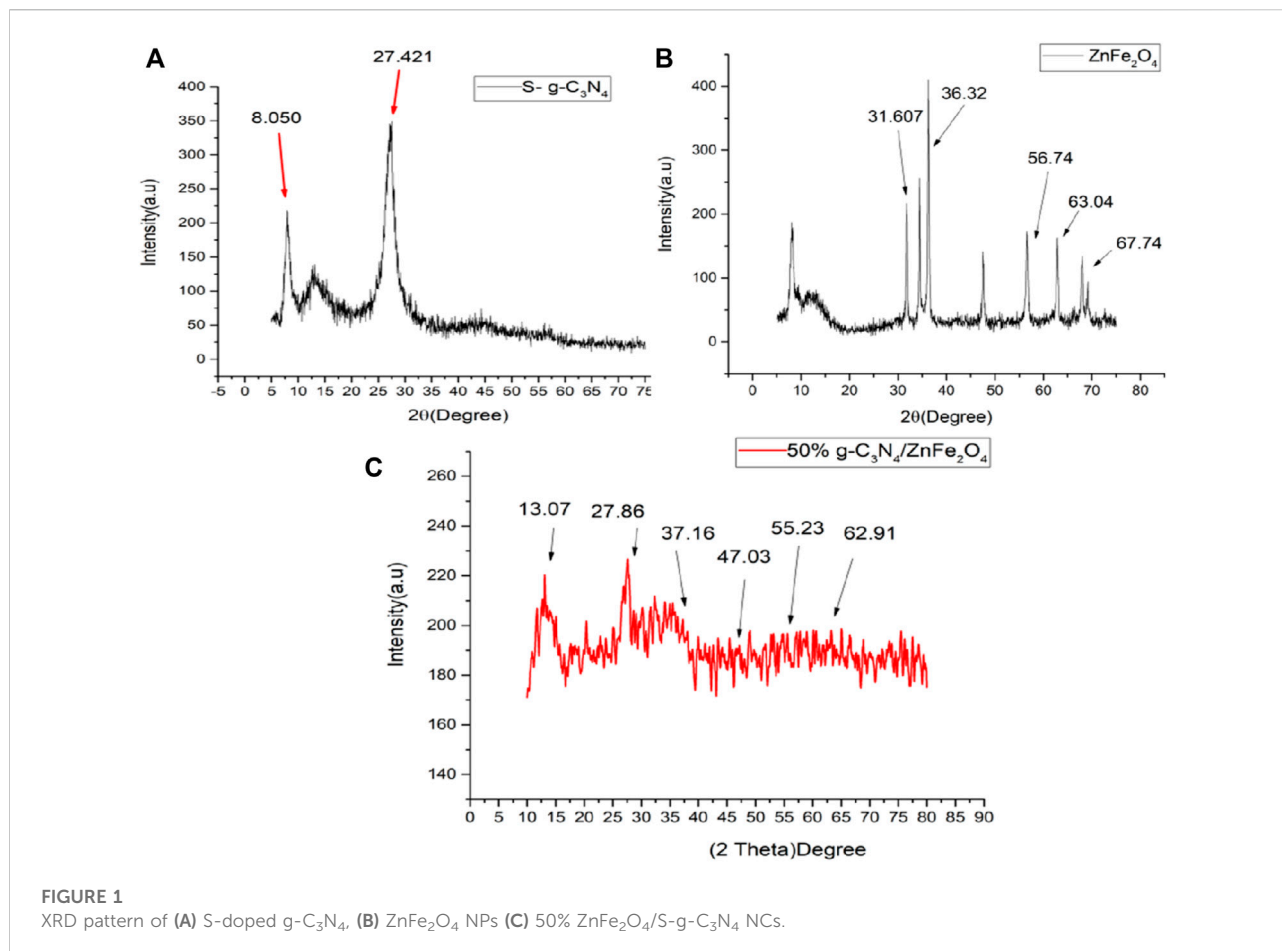 A
27.421
S- g-C₃N₄
8.050
400
350
300
250
200
150
100
50
0
Intensity(a.u)
-5 0 5 10 15 20 25 30 35 40 45 50 55 60 65 70 75
2θ(Degree)
B
ZnFe₂O₄
36.32
31.607
56.74
63.04
67.74
400
300
200
100
0
Intensity(a.u)
0 10 20 30 40 50 60 70 80
2θ(Degree)
C
50% g-C₃N₄/ZnFe₂O₄
13.07
27.86
37.16
47.03
55.23
62.91
260
240
220
200
180
160
140
Intensity(a.u)
0 5 10 15 20 25 30 35 40 45 50 55 60 65 70 75 80 85 90
(2 Theta)Degree
FIGURE 1
XRD pattern of (A) S-doped g-C₃N₄, (B) ZnFe₂O₄ NPs (C) 50% ZnFe₂O₄/S-g-C₃N₄ NCs.